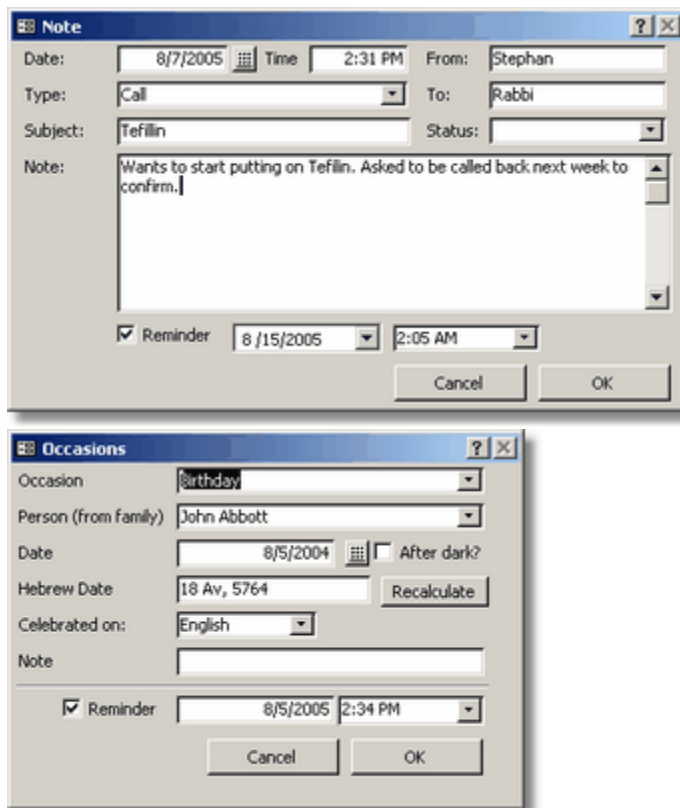 Note
Date: 8/7/2005 Time 2:31 PM From: Stephan
Type: Call To: Rabbi
Subject: Tefilin Status:
Note: Wants to start putting on Tefilin. Asked to be called back next week to
confirm.
Reminder 8 /15/2005 2:05 AM
Cancel OK
Occasions
Occasion Birthday
Person (from family) John Abbott
Date 8/5/2004 After dark?
Hebrew Date 18 Av, 5764 Recalculate
Celebrated on: English
Note
Reminder 8/5/2005 2:34 PM
Cancel OK